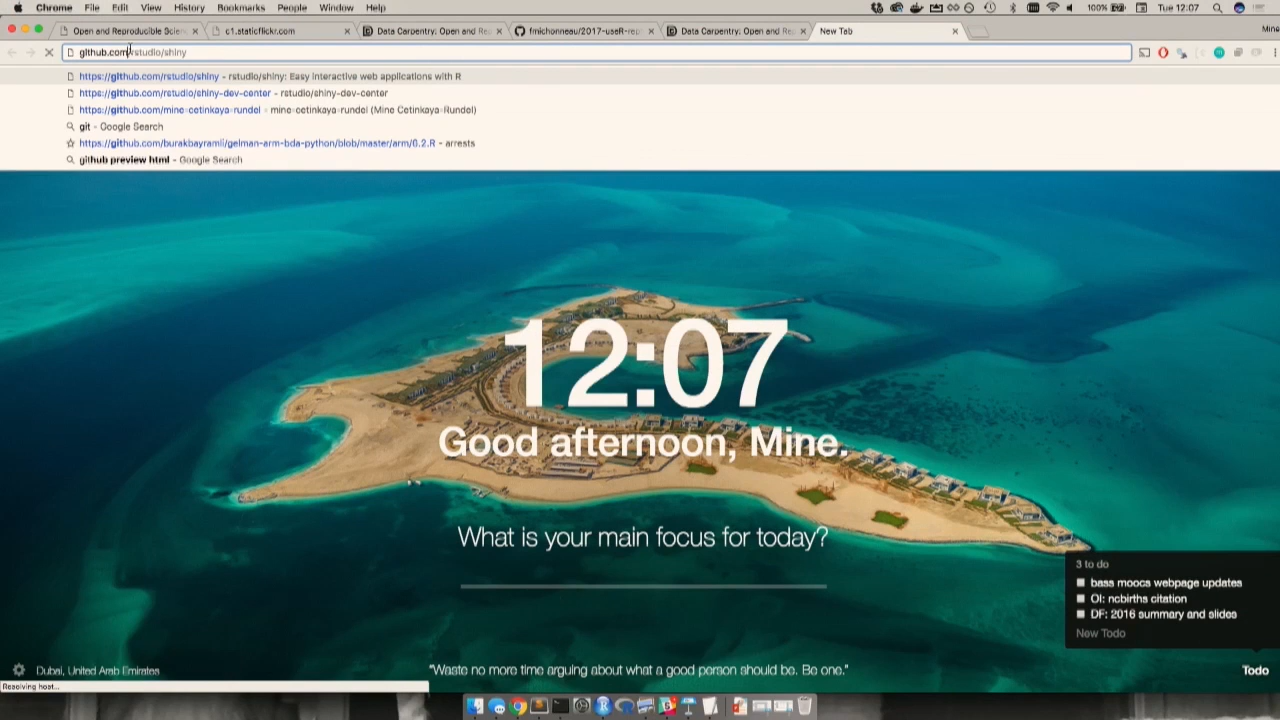 Chrome File Edit View History Bookmarks People Window Help 100% Tue 12:07
Open and Reproducible Scien c1.staticflickr.com Data Carpentry: Open and Re fmichonneau/2017-useR-rep Data Carpentry: Open and Re New Tab Mine
github.com/rstudio/shiny
https://github.com/rstudio/shiny - rstudio/shiny: Easy interactive web applications with R
https://github.com/rstudio/shiny-dev-center - rstudio/shiny-dev-center
https://github.com/mine-cetinkaya-rundel - mine-cetinkaya-rundel (Mine Cetinkaya-Rundel)
git - Google Search
https://github.com/burakbayramli/gelman-arm-bda-python/blob/master/arm/6.2.R - arrests
github preview html - Google Search
12:07
Good afternoon, Mine.
What is your main focus for today?
3 to do
bass moocs webpage updates
OI: ncbirths citation
DF: 2016 summary and slides
New Todo
Dubai, United Arab Emirates
"Waste no more time arguing about what a good person should be. Be one."
Todo
Resolving host...